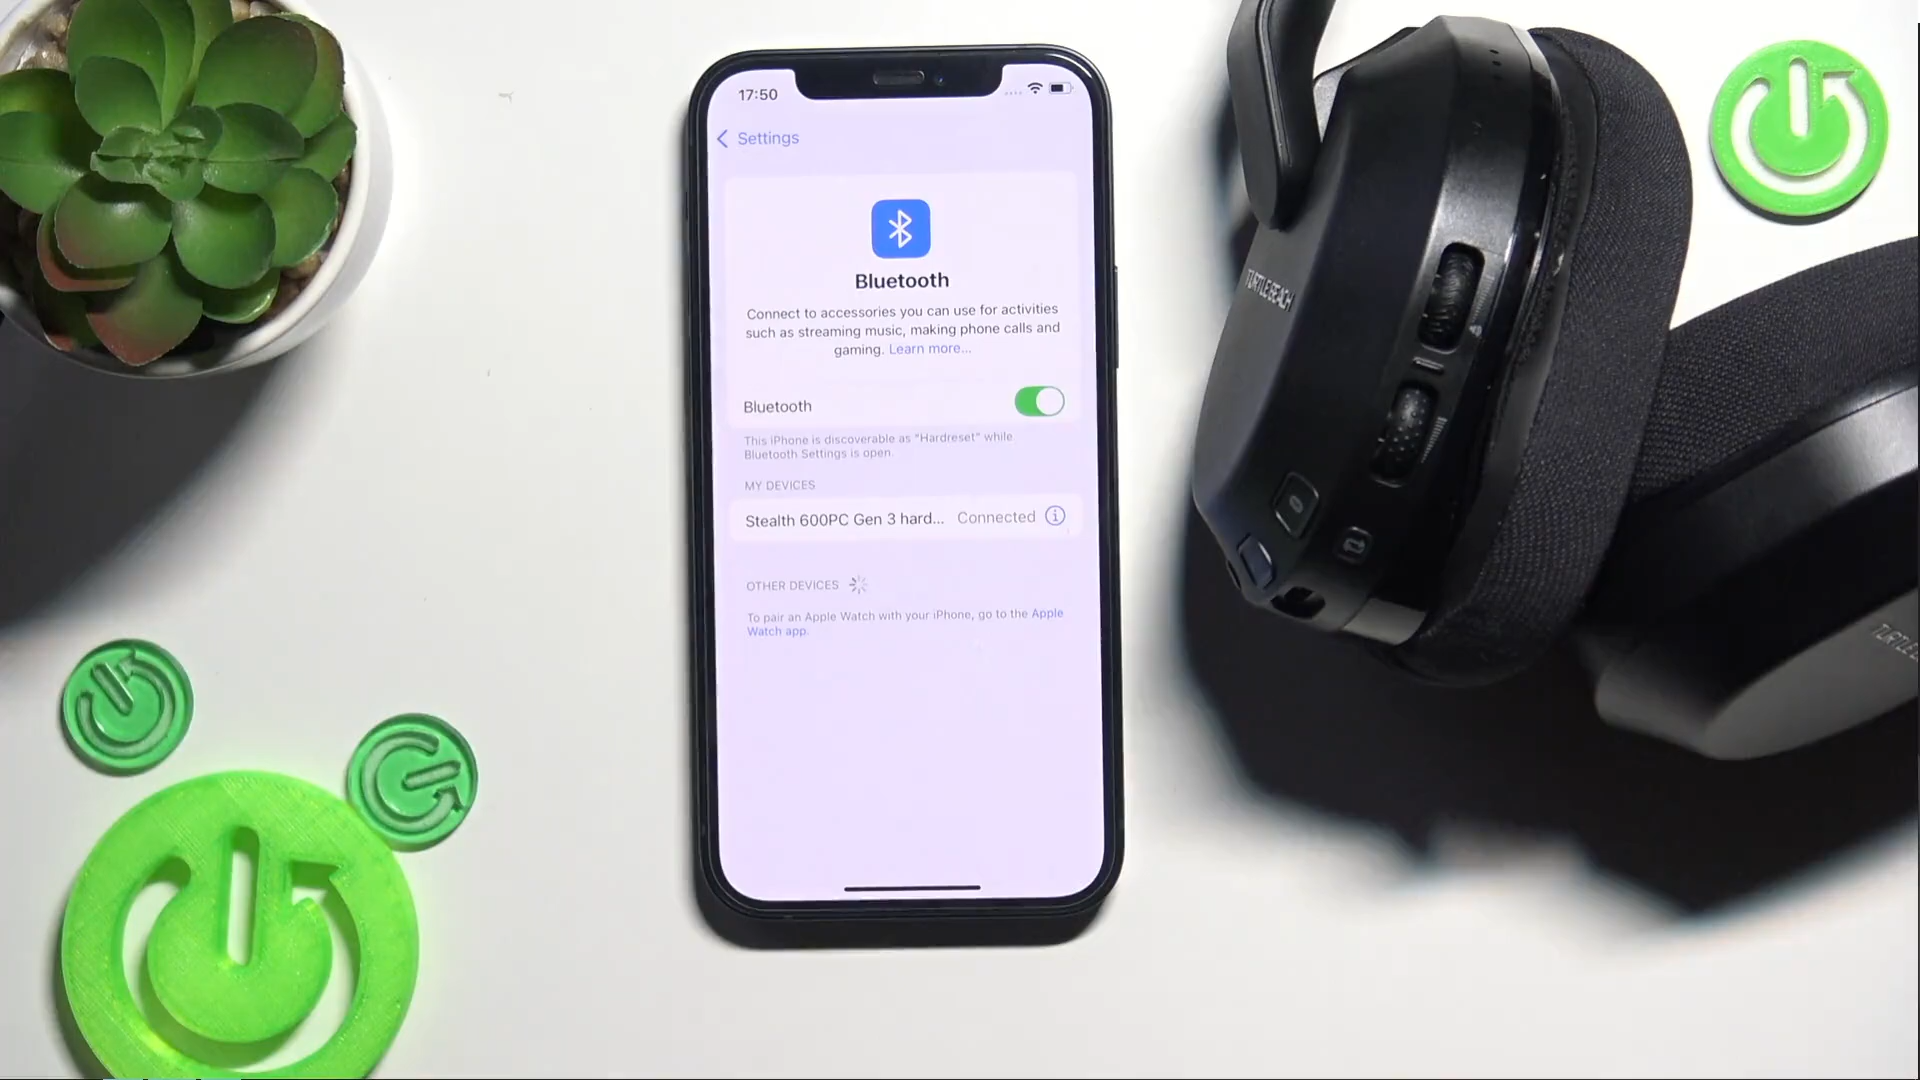 17:50
Settings
Bluetooth
Connect to accessories you can use for activities
such as streaming music, making phone calls and
gaming. Learn more...
Bluetooth
This iPhone is discoverable as "Hardreset" while
Bluetooth Settings is open.
MY DEVICES
Stealth 600PC Gen 3 hard... Connected
OTHER DEVICES
To pair an Apple Watch with your iPhone, go to the Apple
Watch app.
TURTLE BEACH